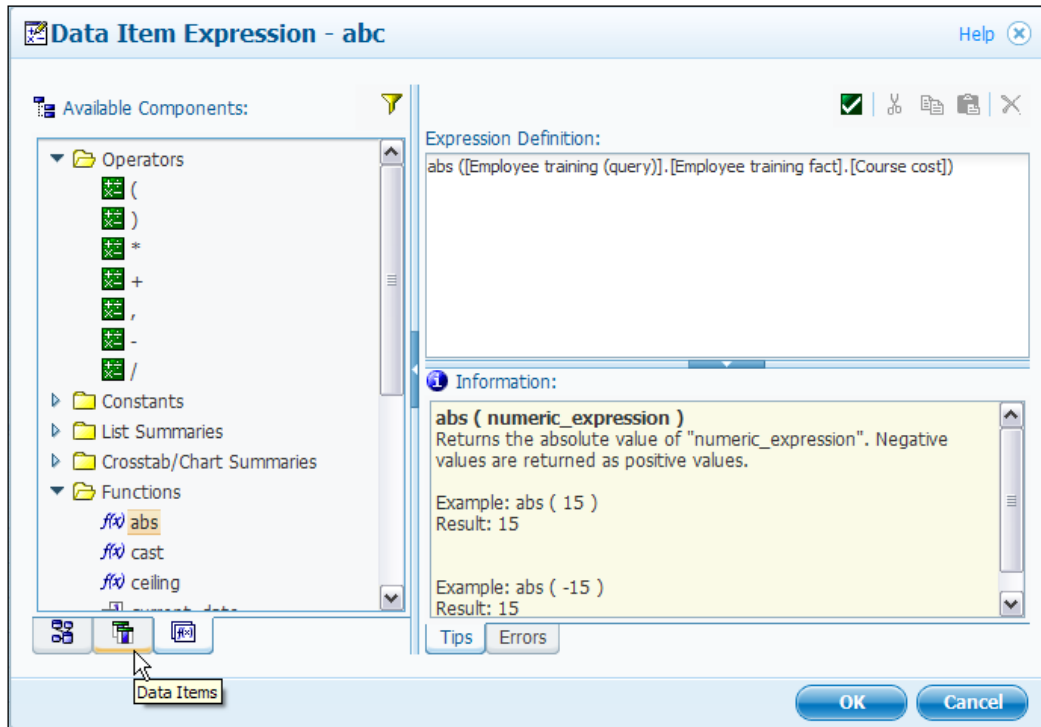 Data Item Expression - abc
Help
Available Components:
Operators
(
)
*
+
,
-
/
Constants
List Summaries
Crosstab/Chart Summaries
Functions
f(x) abs
f(x) cast
f(x) ceiling
Data Items
Expression Definition:
abs ([Employee training (query)].[Employee training fact].[Course cost])
Information:
abs ( numeric_expression )
Returns the absolute value of "numeric_expression". Negative
values are returned as positive values.
Example: abs ( 15 )
Result: 15
Example: abs ( -15 )
Result: 15
Tips
Errors
OK
Cancel